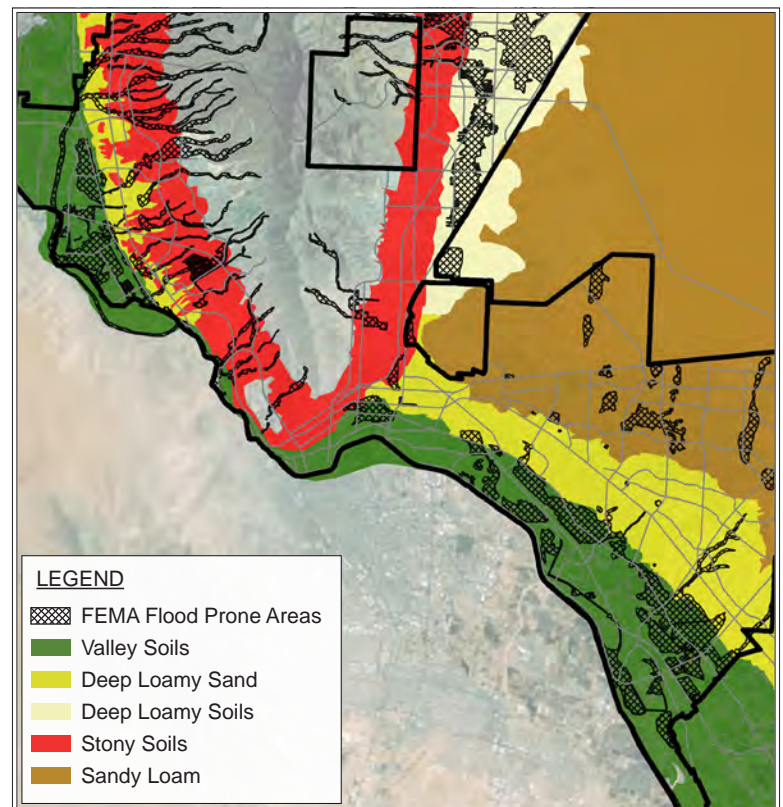 LEGEND
FEMA Flood Prone Areas
Valley Soils
Deep Loamy Sand
Deep Loamy Soils
Stony Soils
Sandy Loam